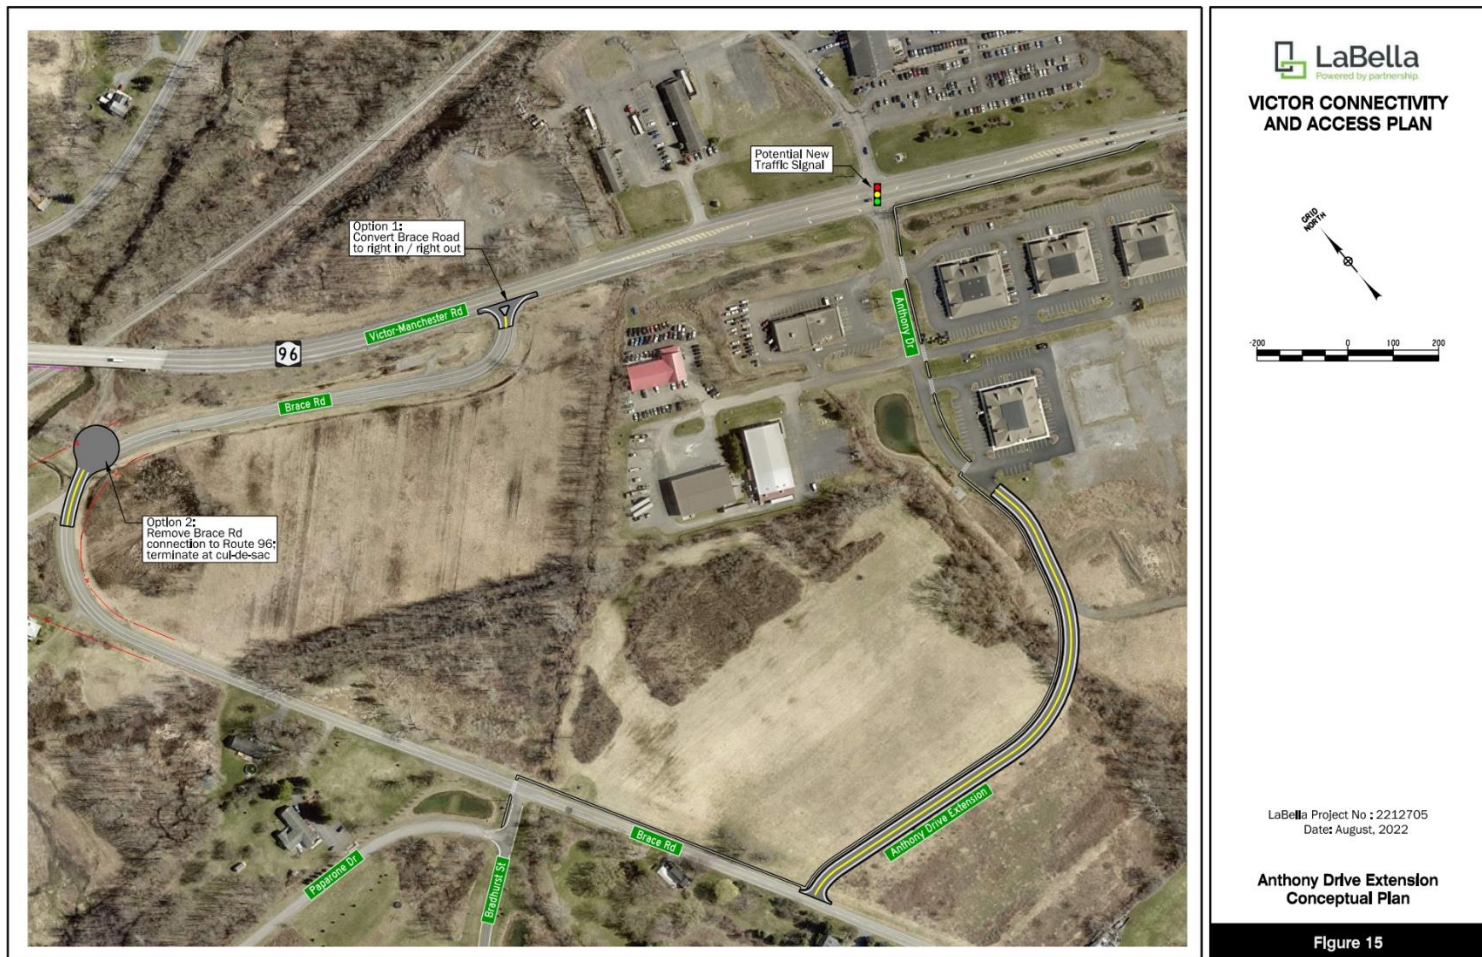 Potential New
Traffic Signal
Option 1:
Convert Brace Road
to right in / right out
Victor-Manchester Rd
96
Brace Rd
Anthony Dr
Option 2:
Remove Brace Rd
connection to Route 96;
terminate at cul-de-sac
Brace Rd
Anthony Drive Extension
Paparone Dr
Bradhurst St
LaBella
Powered by partnership.
VICTOR CONNECTIVITY
AND ACCESS PLAN
GRID
NORTH
-200 0 200
LaBella Project No : 2212705
Date: August, 2022
Anthony Drive Extension
Conceptual Plan
Figure 15